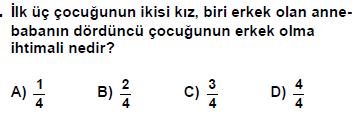 . İlk üç çocuğunun ikisi kız, biri erkek olan anne-
babanın dördüncü çocuğunun erkek olma
ihtimali nedir?
A) 1/4 B) 2/4 C) 3/4 D) 4/4